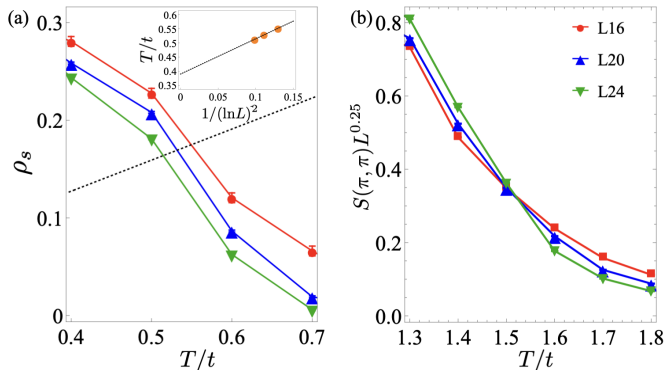 (a)
0.3
0.2
0.1
0
ρs
0.4 0.5 0.6 0.7
T/t
0.6
0.55
0.5
0.45
0.4
0.35
0.3
T/t
0 0.05 0.1 0.15
1/(lnL)^2
(b)
0.8
0.6
0.4
0.2
0.0
S(π,π)L^0.25
1.3 1.4 1.5 1.6 1.7 1.8
T/t
L16
L20
L24